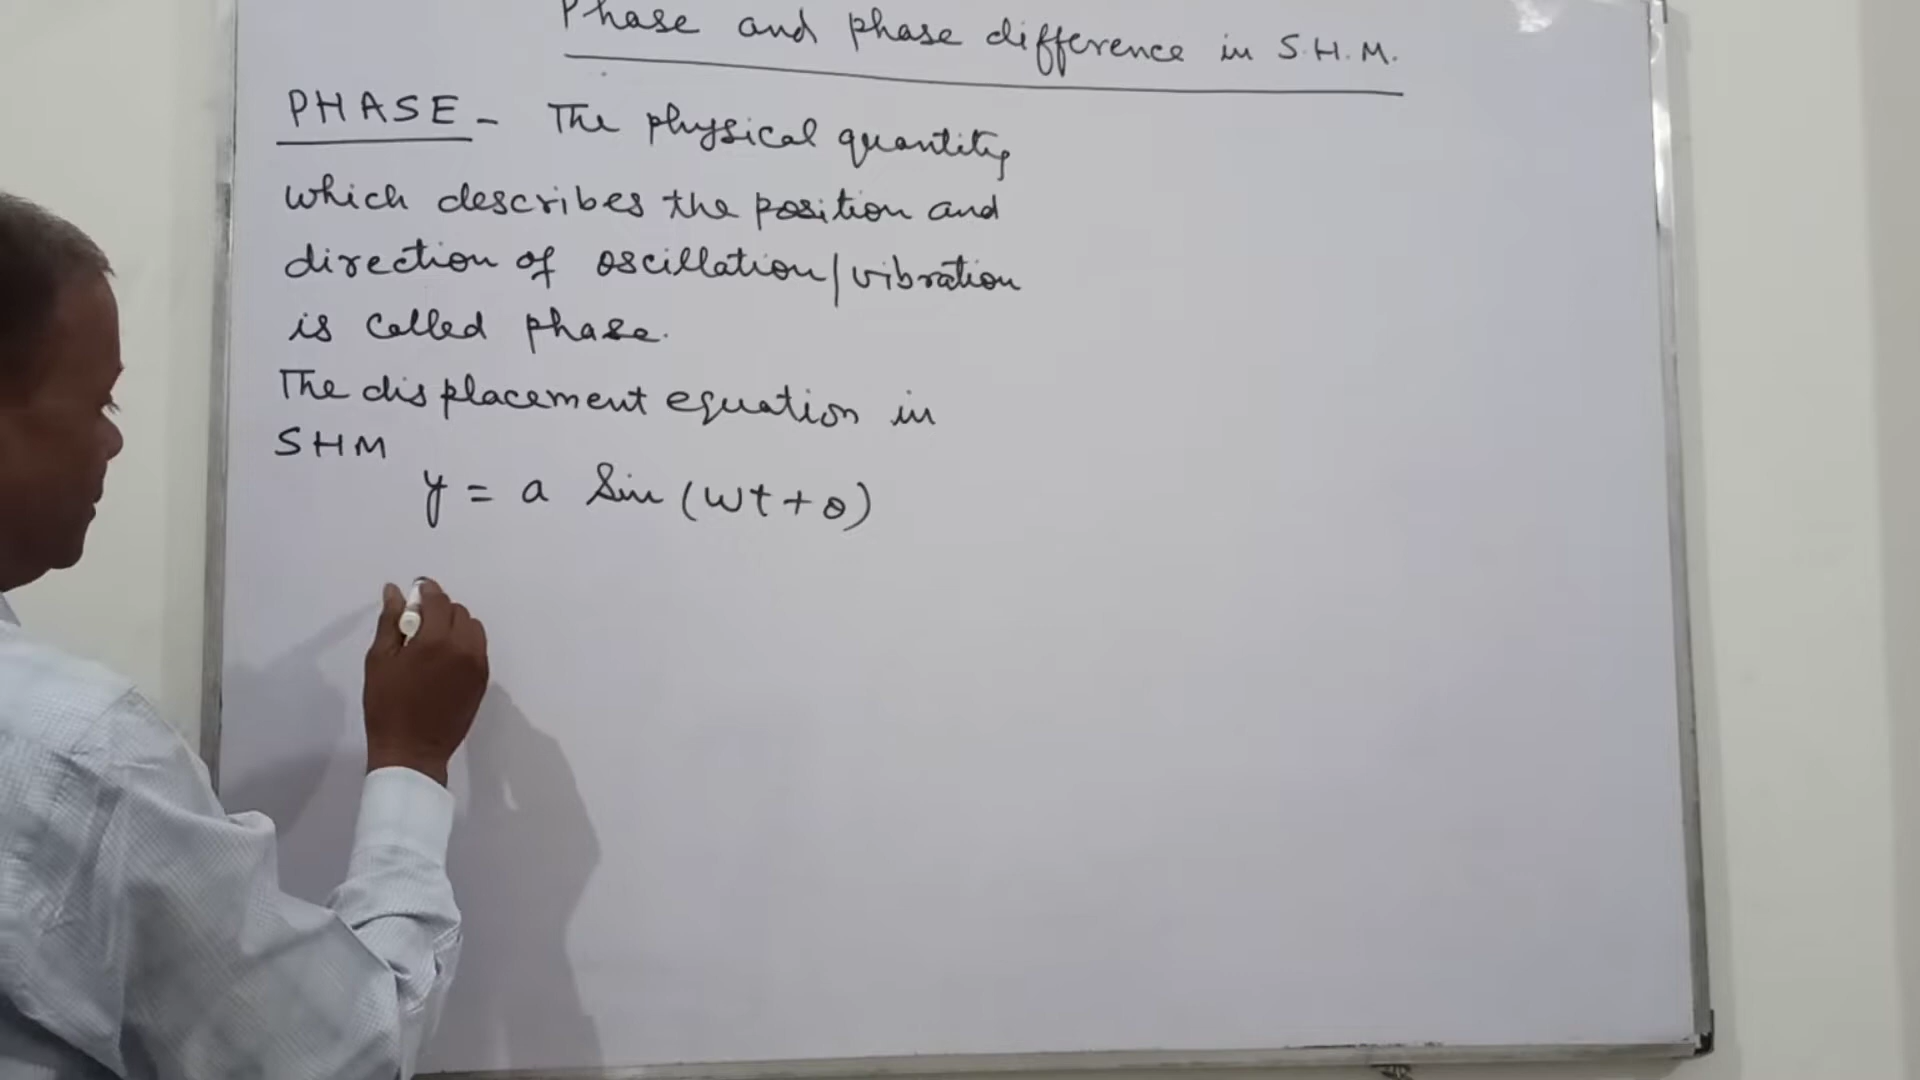 Phase and phase difference in S.H.M.
PHASE - The physical quantity
which describes the position and
direction of oscillation/vibration
is called phase.
The displacement equation in
SHM
y = a Sin (ωt + θ)